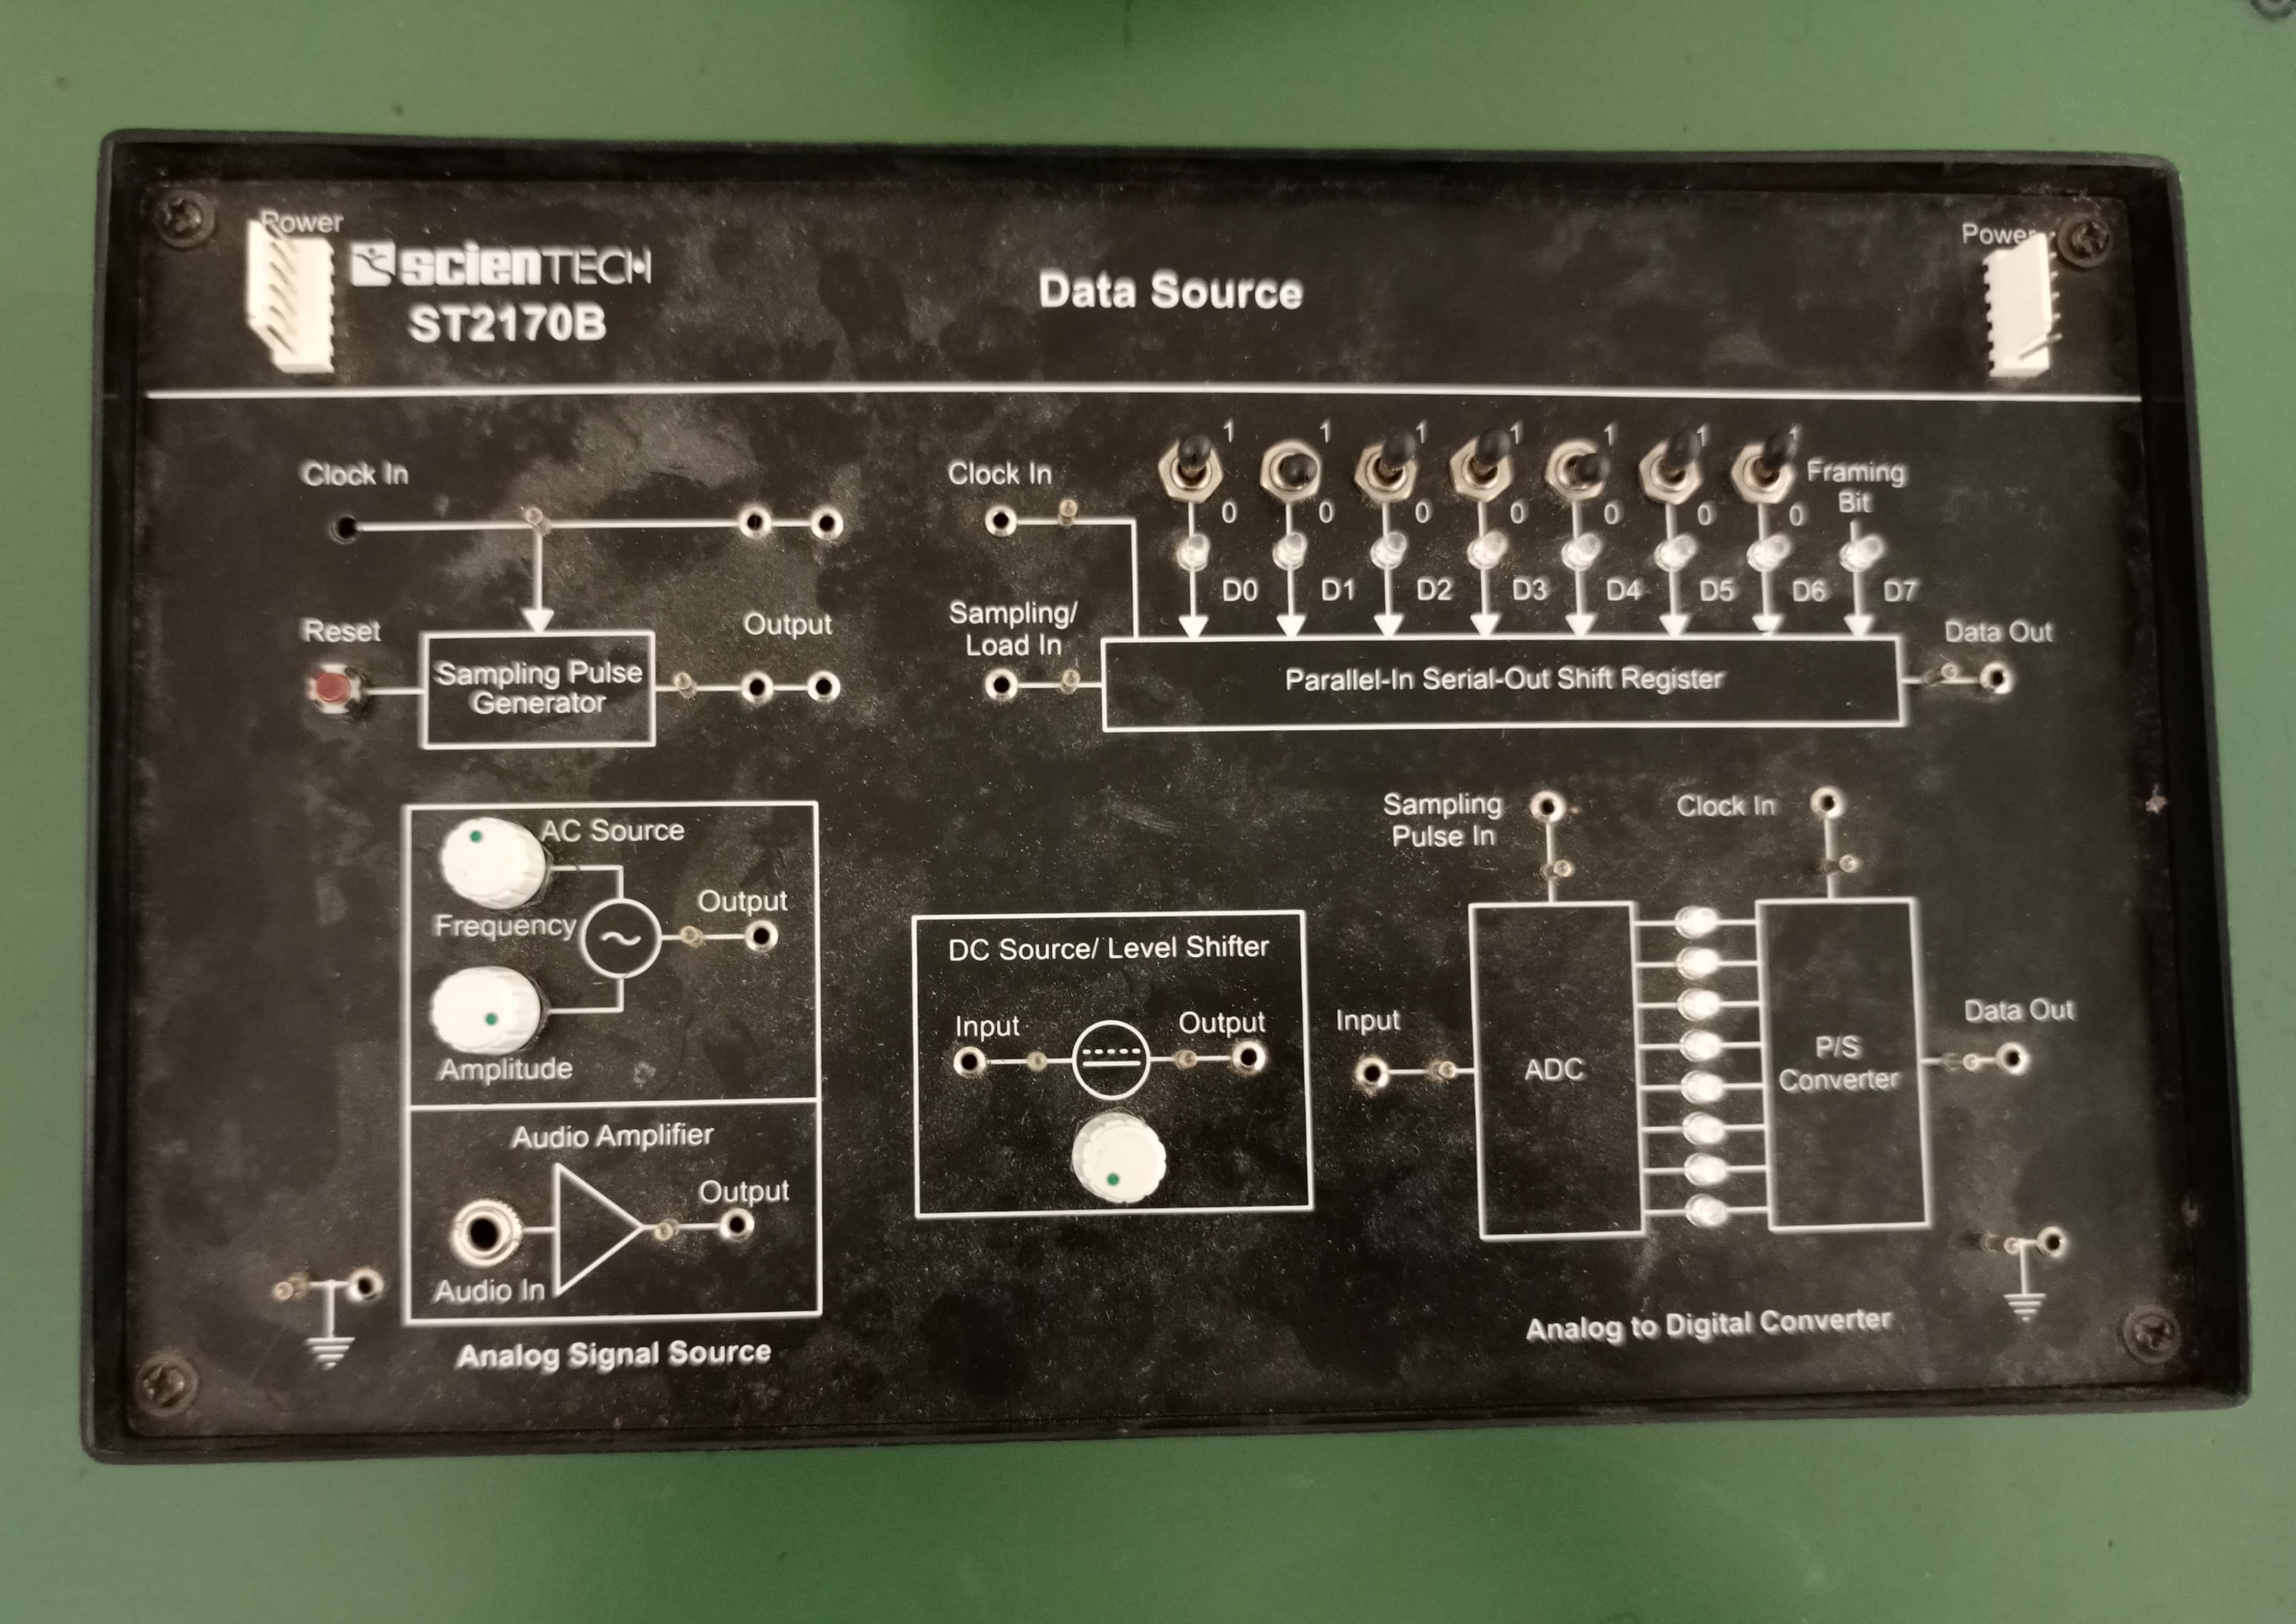 Power
Power
scienTECH
ST2170B
Data Source
1 1 1 1 1 1 1
Clock In
Clock In
Framing
Bit
0 0 0 0 0 0 0
D0 D1 D2 D3 D4 D5 D6 D7
Reset
Output
Sampling/
Load In
Data Out
Sampling Pulse
Generator
Parallel-In Serial-Out Shift Register
AC Source
Frequency
Output
Amplitude
Audio Amplifier
Output
Audio In
Analog Signal Source
DC Source/ Level Shifter
Input
Output
Sampling
Pulse In
Clock In
Input
ADC
P/S
Converter
Data Out
Analog to Digital Converter